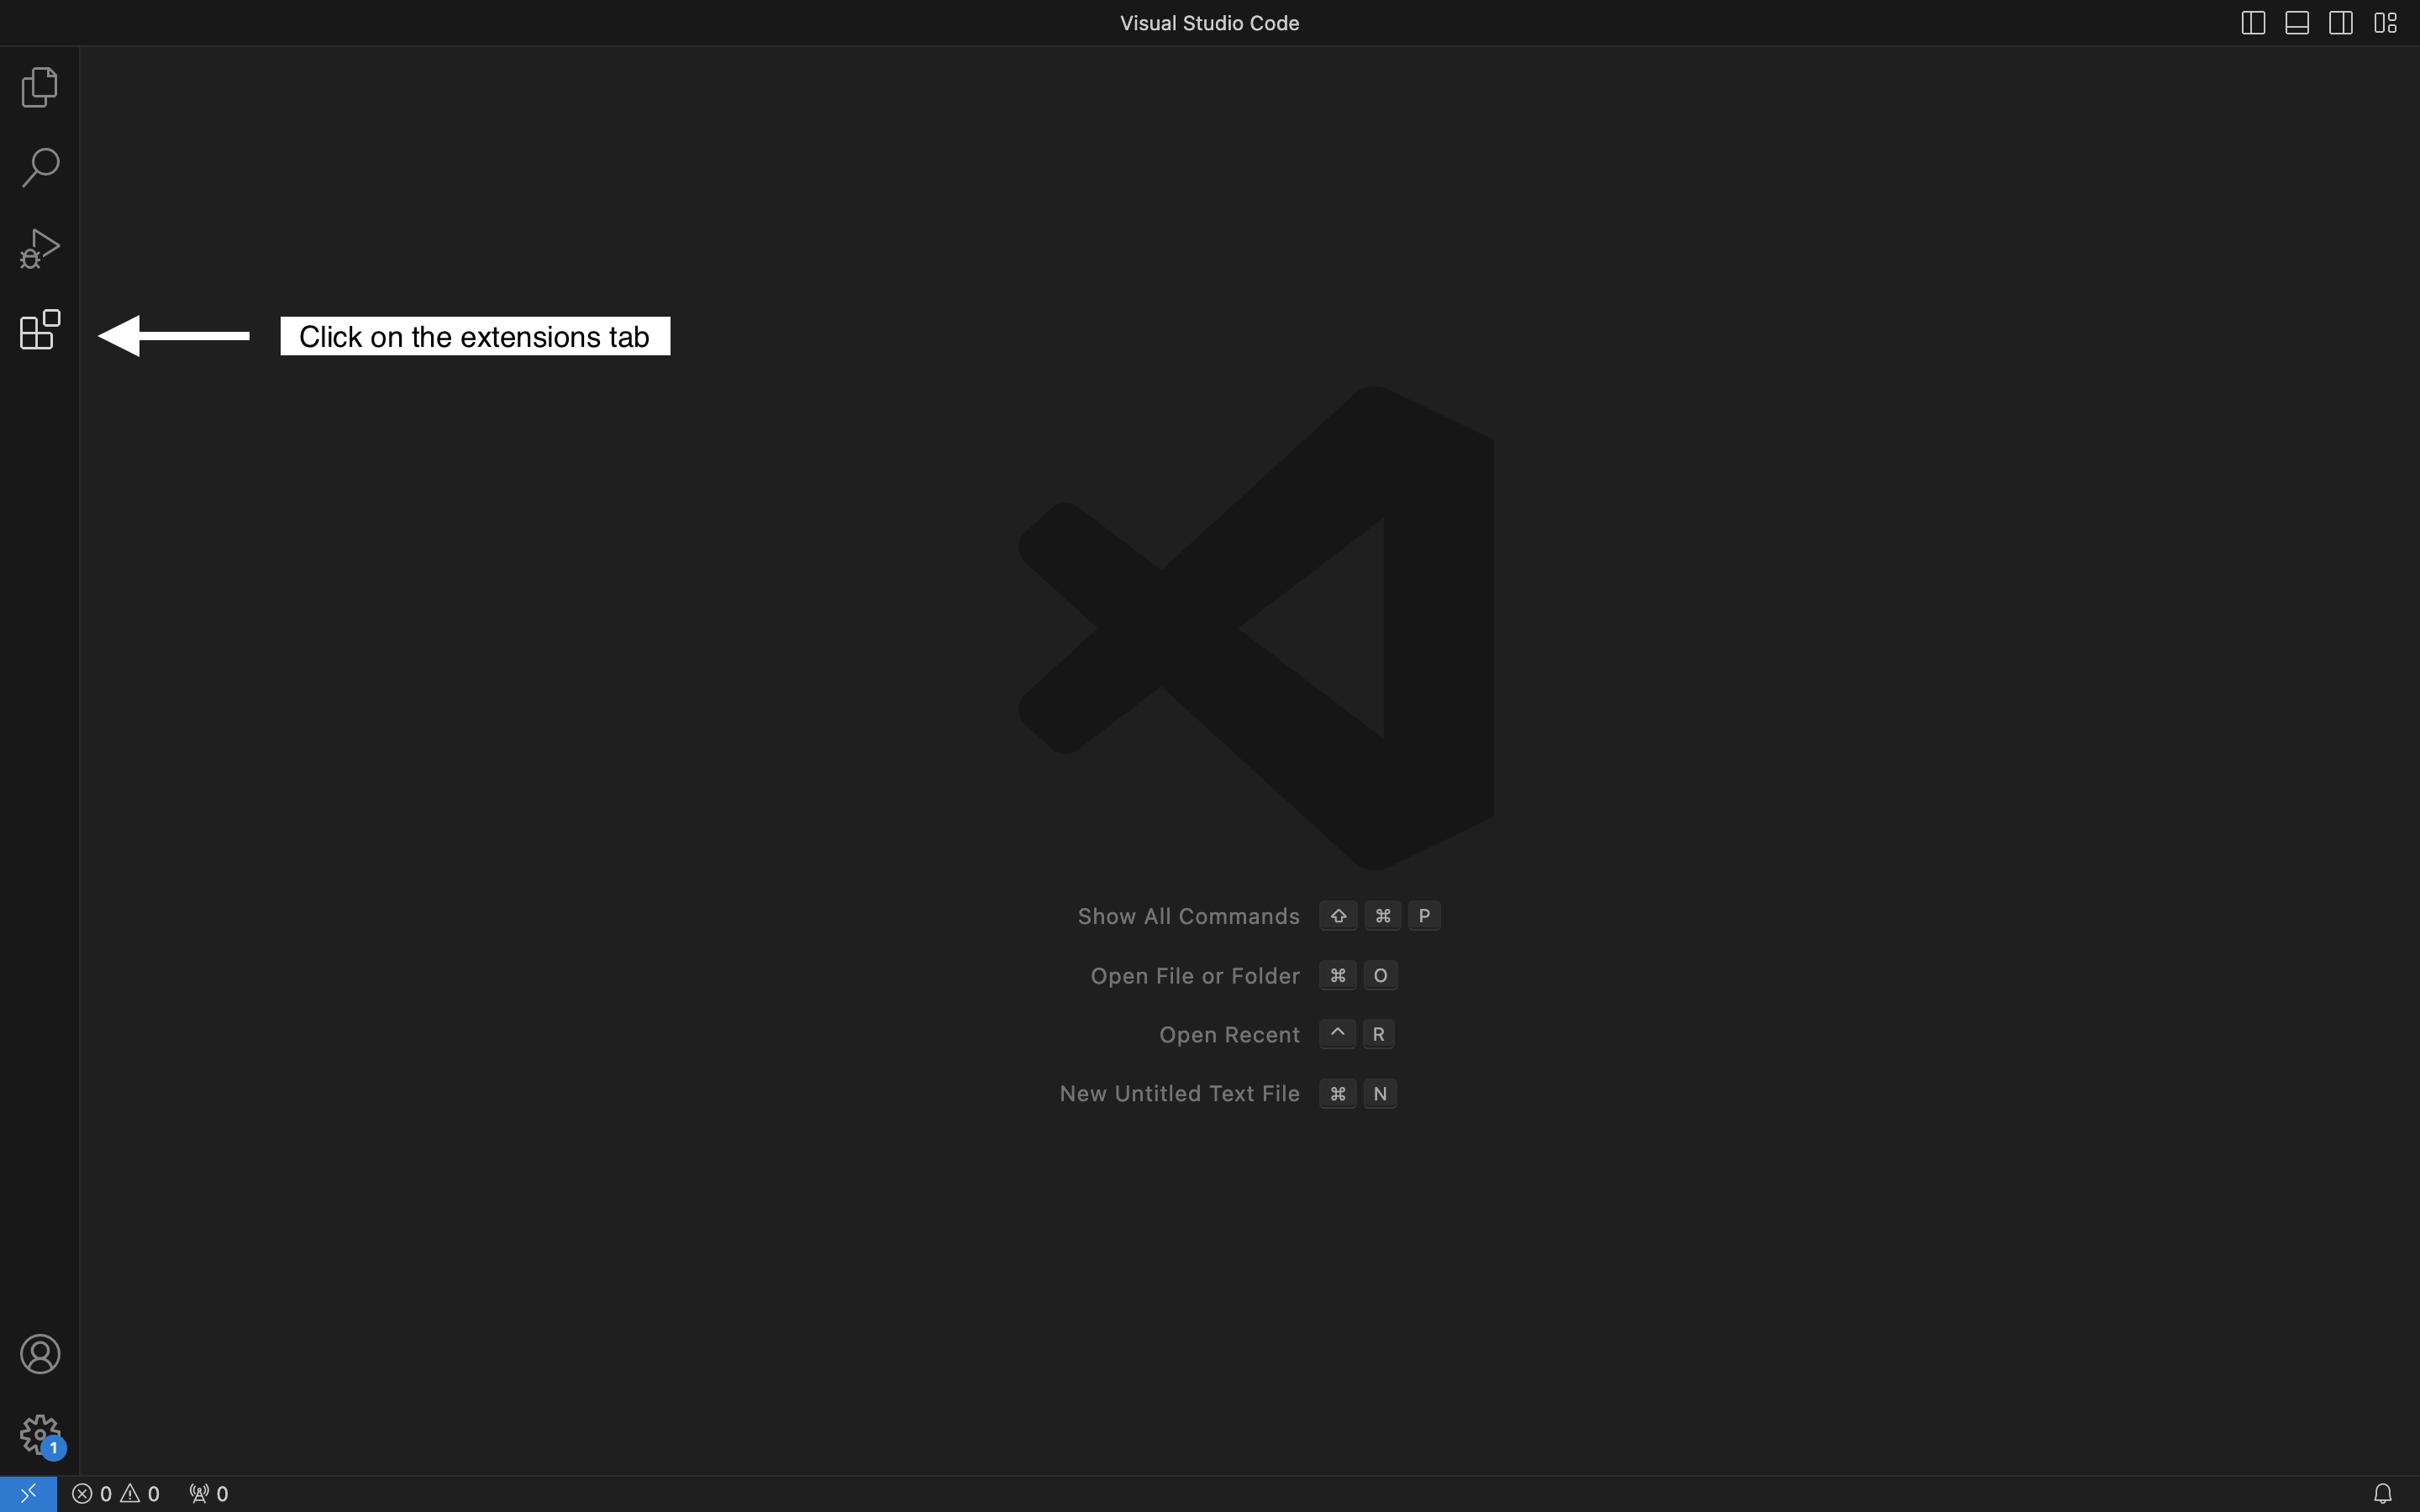 Visual Studio Code
Click on the extensions tab
Show All Commands ⇧ ⌘ P
Open File or Folder ⌘ O
Open Recent ^ R
New Untitled Text File ⌘ N
1
0 0 0